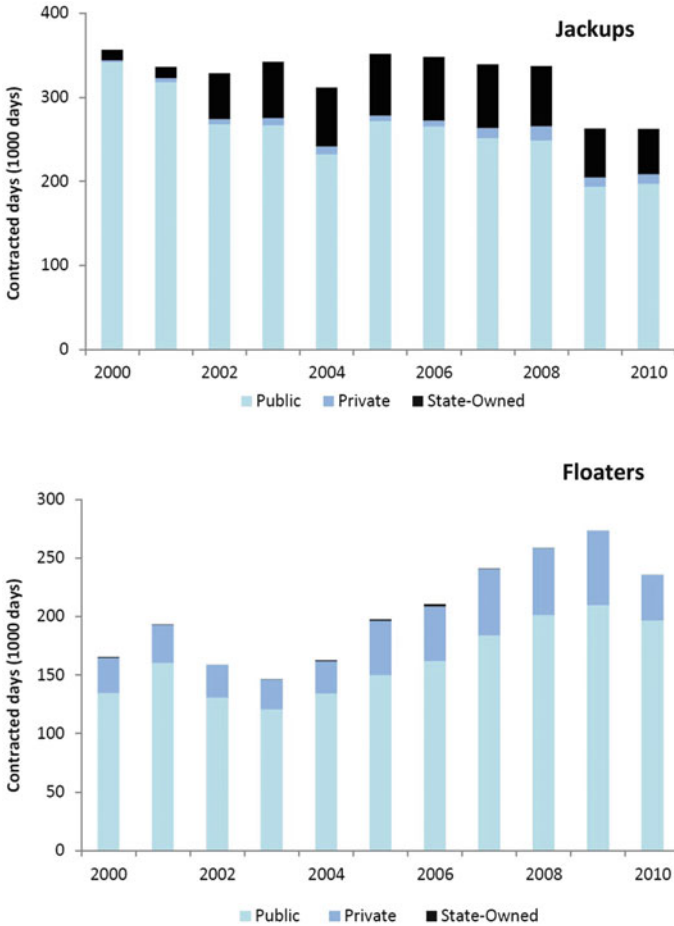 Jackups
Contracted days (1000 days)
400
300
200
100
0
2000 2002 2004 2006 2008 2010
Public Private State-Owned
Floaters
Contracted days (1000 days)
300
250
200
150
100
50
0
2000 2002 2004 2006 2008 2010
Public Private State-Owned